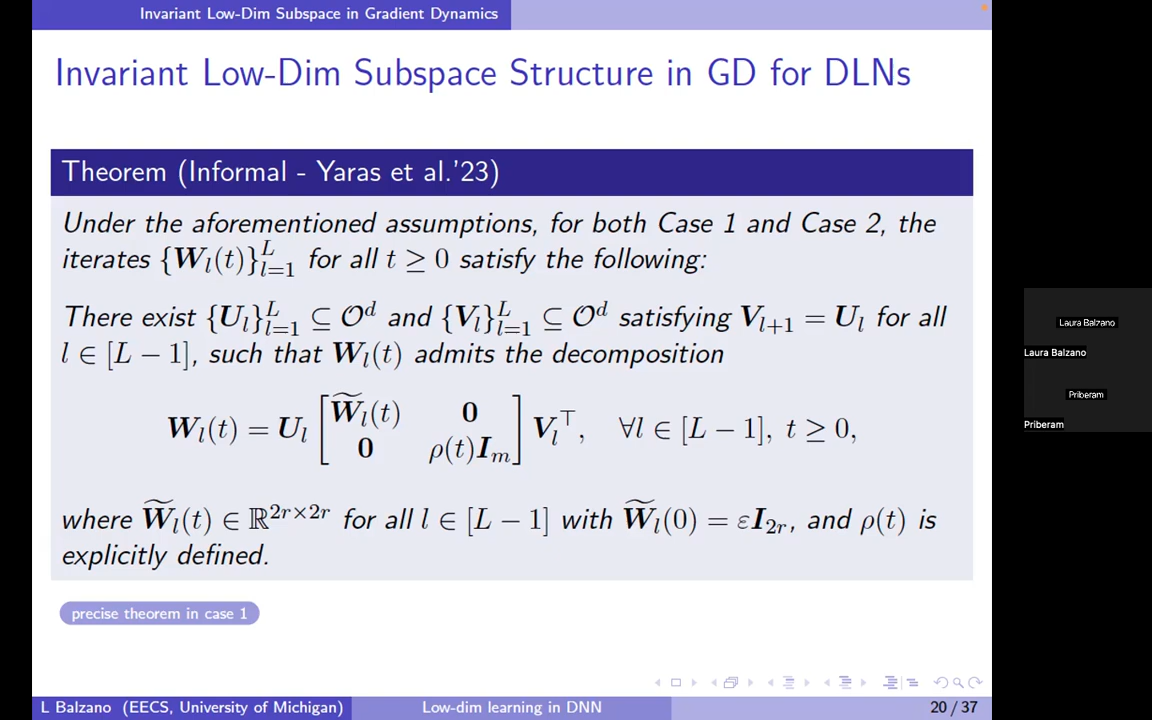 Invariant Low-Dim Subspace in Gradient Dynamics
Invariant Low-Dim Subspace Structure in GD for DLNs
Theorem (Informal - Yaras et al.'23)
Under the aforementioned assumptions, for both Case 1 and Case 2, the
iterates {W_l(t)}_{l=1}^L for all t ≥ 0 satisfy the following:
There exist {U_l}_{l=1}^L ⊆ 𝒪^d and {V_l}_{l=1}^L ⊆ 𝒪^d satisfying V_{l+1} = U_l for all
l ∈ [L − 1], such that W_l(t) admits the decomposition
W_l(t) = U_l [ W̃_l(t) 0 ; 0 ρ(t)I_m ] V_l^⊤, ∀l ∈ [L − 1], t ≥ 0,
where W̃_l(t) ∈ ℝ^{2r×2r} for all l ∈ [L − 1] with W̃_l(0) = εI_{2r}, and ρ(t) is
explicitly defined.
precise theorem in case 1
L Balzano (EECS, University of Michigan)
Low-dim learning in DNN
20 / 37
Laura Balzano
Laura Balzano
Priberam
Priberam